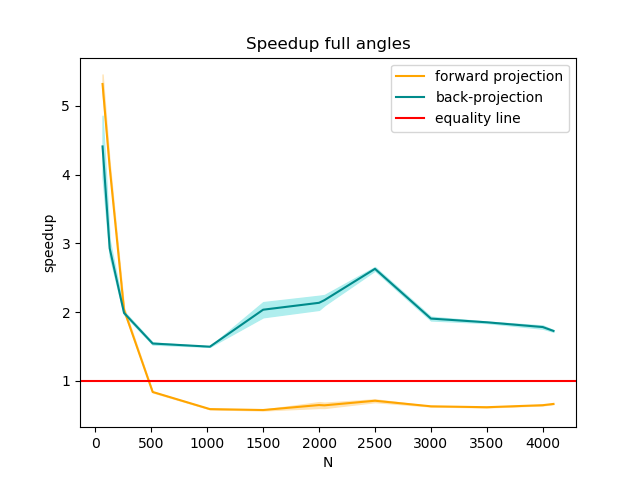 Speedup full angles
forward projection
back-projection
equality line
speedup
5
4
3
2
1
0 500 1000 1500 2000 2500 3000 3500 4000
N